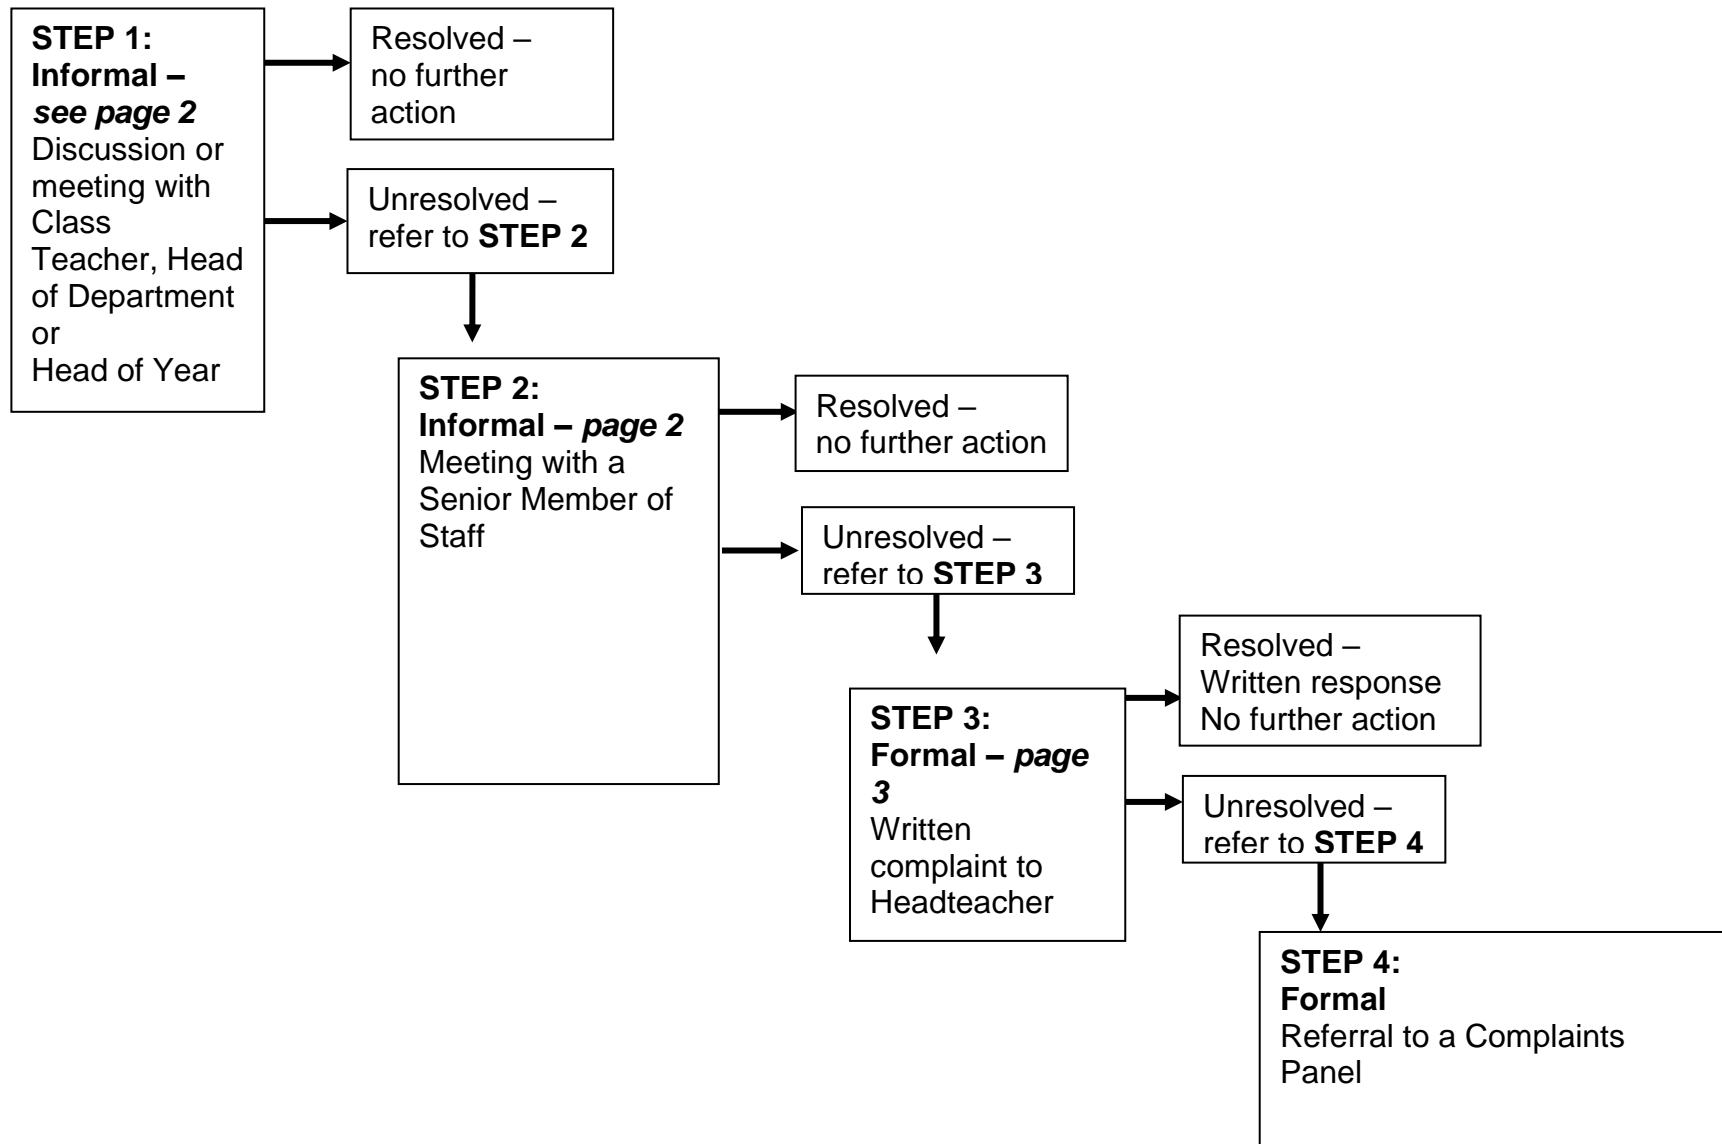 STEP 1:
Informal –
see page 2
Discussion or
meeting with
Class
Teacher, Head
of Department
or
Head of Year
Resolved –
no further
action
Unresolved –
refer to STEP 2
STEP 2:
Informal – page 2
Meeting with a
Senior Member of
Staff
Resolved –
no further action
Unresolved –
refer to STEP 3
STEP 3:
Formal – page
3
Written
complaint to
Headteacher
Resolved –
Written response
No further action
Unresolved –
refer to STEP 4
STEP 4:
Formal
Referral to a Complaints
Panel